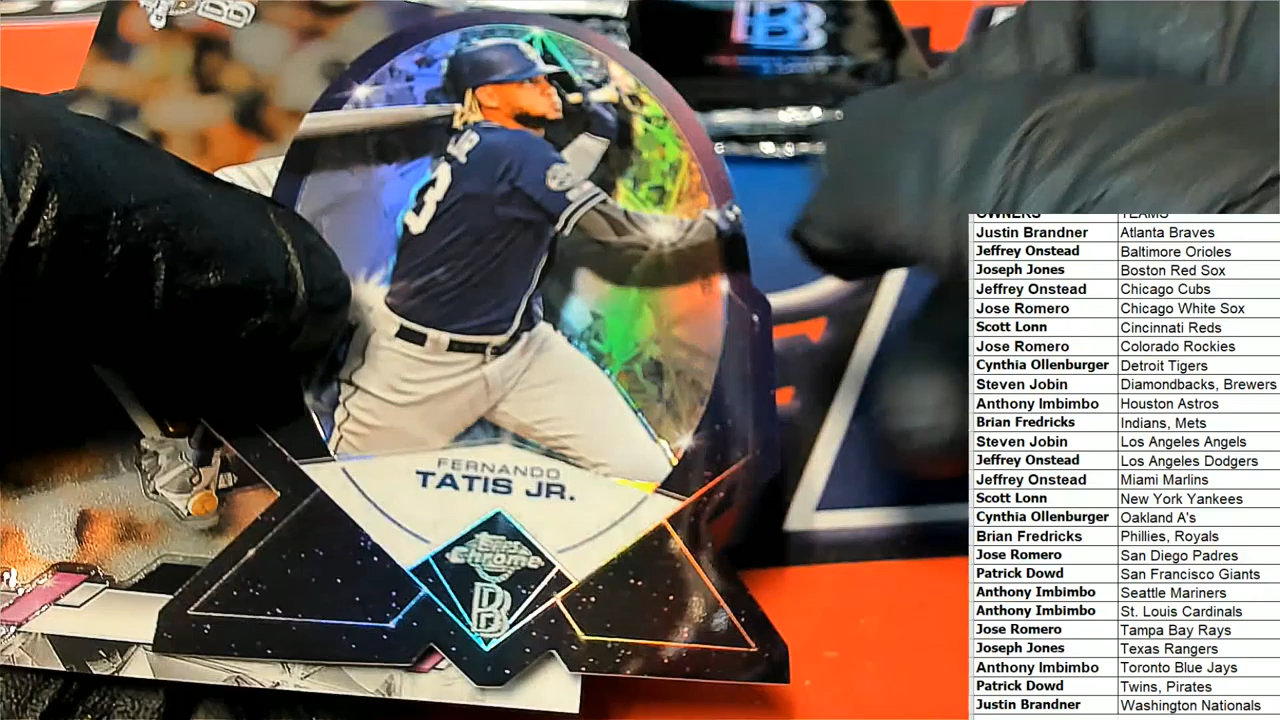 B
B
JR
3
FERNANDO
TATIS JR.
Topps
Chrome
B
OWNERS TEAMS
Justin Brandner Atlanta Braves
Jeffrey Onstead Baltimore Orioles
Joseph Jones Boston Red Sox
Jeffrey Onstead Chicago Cubs
Jose Romero Chicago White Sox
Scott Lonn Cincinnati Reds
Jose Romero Colorado Rockies
Cynthia Ollenburger Detroit Tigers
Steven Jobin Diamondbacks, Brewers
Anthony Imbimbo Houston Astros
Brian Fredricks Indians, Mets
Steven Jobin Los Angeles Angels
Jeffrey Onstead Los Angeles Dodgers
Jeffrey Onstead Miami Marlins
Scott Lonn New York Yankees
Cynthia Ollenburger Oakland A's
Brian Fredricks Phillies, Royals
Jose Romero San Diego Padres
Patrick Dowd San Francisco Giants
Anthony Imbimbo Seattle Mariners
Anthony Imbimbo St. Louis Cardinals
Jose Romero Tampa Bay Rays
Joseph Jones Texas Rangers
Anthony Imbimbo Toronto Blue Jays
Patrick Dowd Twins, Pirates
Justin Brandner Washington Nationals